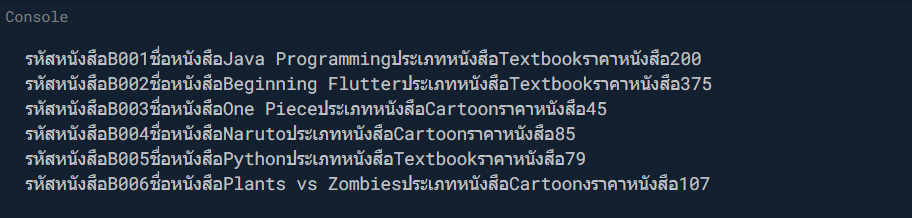 Console
รหัสหนังสือB001ชื่อหนังสือJava ProgrammingประเภทหนังสือTextbookราคาหนังสือ200
รหัสหนังสือB002ชื่อหนังสือBeginning FlutterประเภทหนังสือTextbookราคาหนังสือ375
รหัสหนังสือB003ชื่อหนังสือOne PieceประเภทหนังสือCartoonราคาหนังสือ45
รหัสหนังสือB004ชื่อหนังสือNarutoประเภทหนังสือCartoonราคาหนังสือ85
รหัสหนังสือB005ชื่อหนังสือPythonประเภทหนังสือTextbookราคาหนังสือ79
รหัสหนังสือB006ชื่อหนังสือPlants vs ZombiesประเภทหนังสือCartoonงราคาหนังสือ107